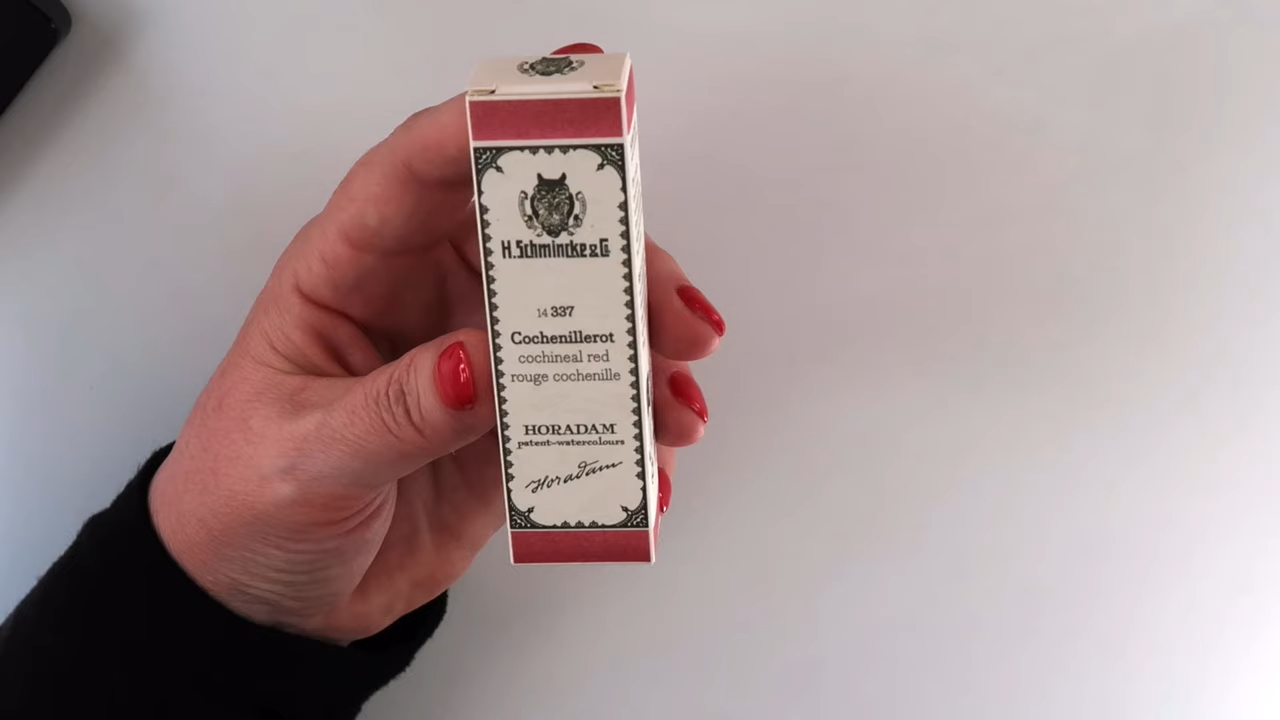 H. Schmincke & Co
14 337
Cochenillerot
cochineal red
rouge cochenille
HORADAM
patent-watercolours
Horadam